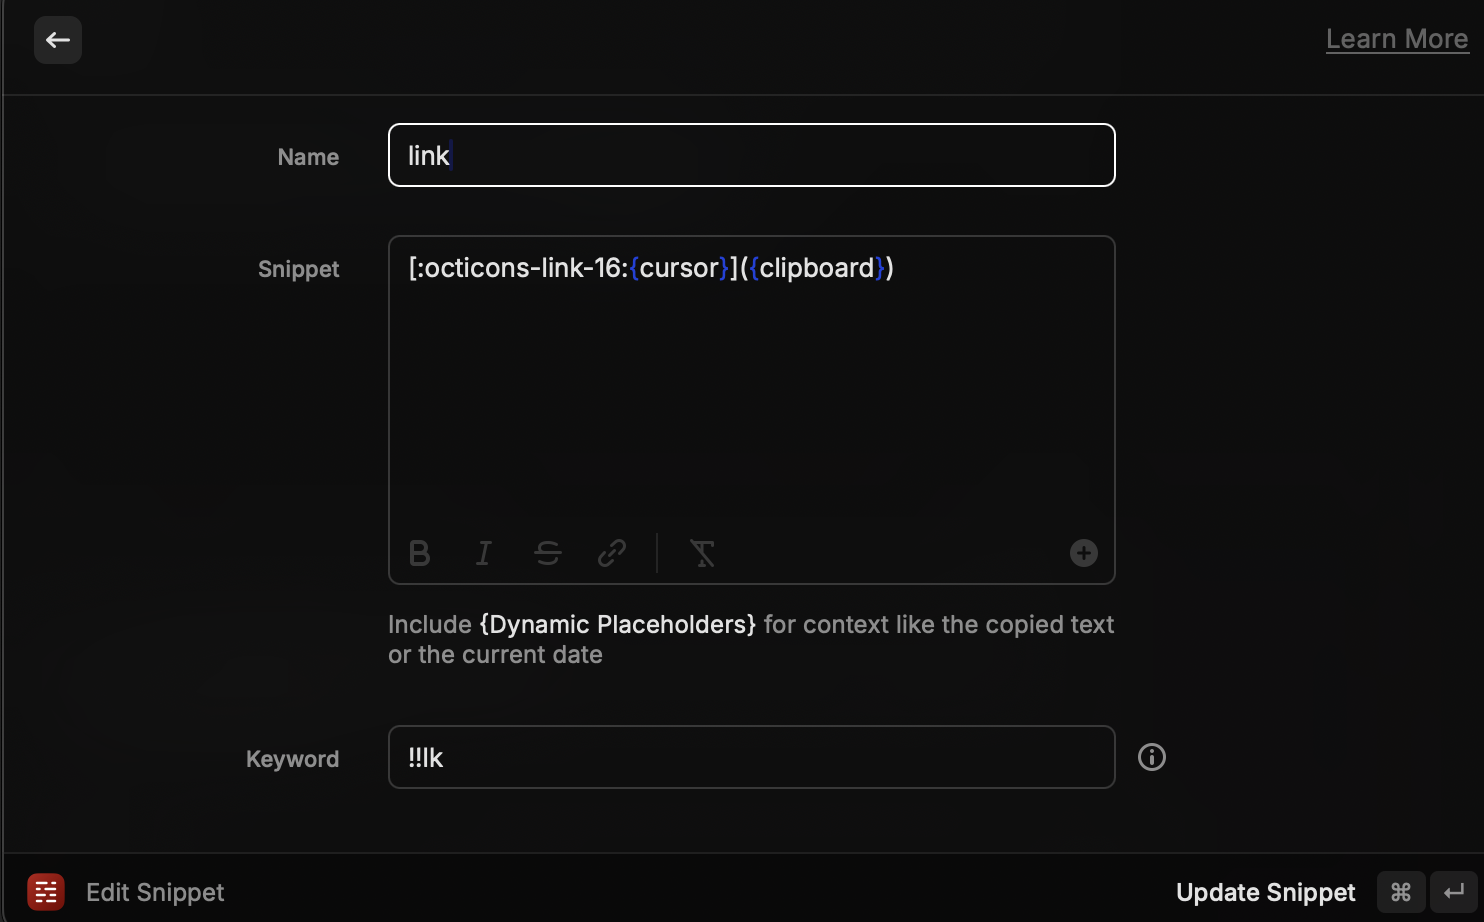 Learn More
Name
link
Snippet
[:octicons-link-16:{cursor}]({clipboard})
B I S T
Include {Dynamic Placeholders} for context like the copied text
or the current date
Keyword
!!lk
Edit Snippet
Update Snippet ⌘ ↵